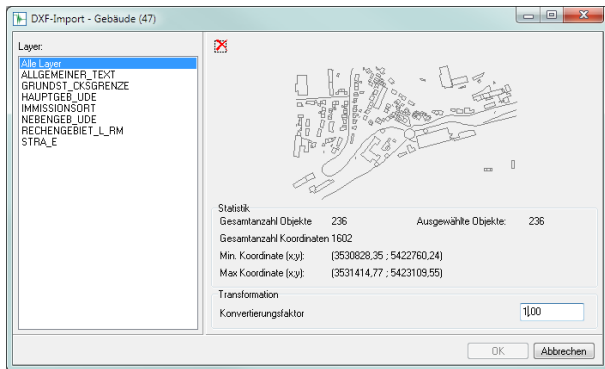 DXF-Import - Gebäude (47)
Layer:
Alle Layer
ALLGEMEINER_TEXT
GRUNDST_CKSGRENZE
HAUPTGEB_UDE
IMMISSIONSORT
NEBENGEB_UDE
RECHENGEBIET_L_RM
STRA_E
Statistik
Gesamtanzahl Objekte 236 Ausgewählte Objekte: 236
Gesamtanzahl Koordinaten 1602
Min. Koordinate (x;y): (3530828,35 ; 5422760,24)
Max Koordinate (x;y): (3531414,77 ; 5423109,55)
Transformation
Konvertierungsfaktor 1,00
OK Abbrechen